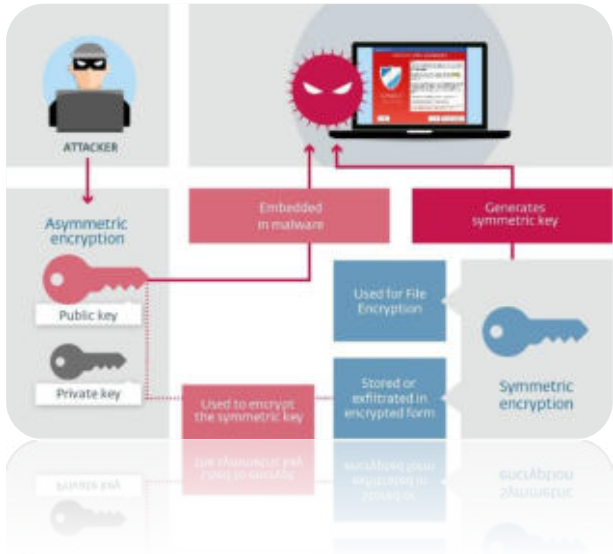 ATTACKER
Embedded
in malware
Generates
symmetric key
Asymmetric
encryption
Public key
Private key
Used for File
Encryption
Used to encrypt
the symmetric key
Stored or
exfiltrated in
encrypted form
Symmetric
encryption